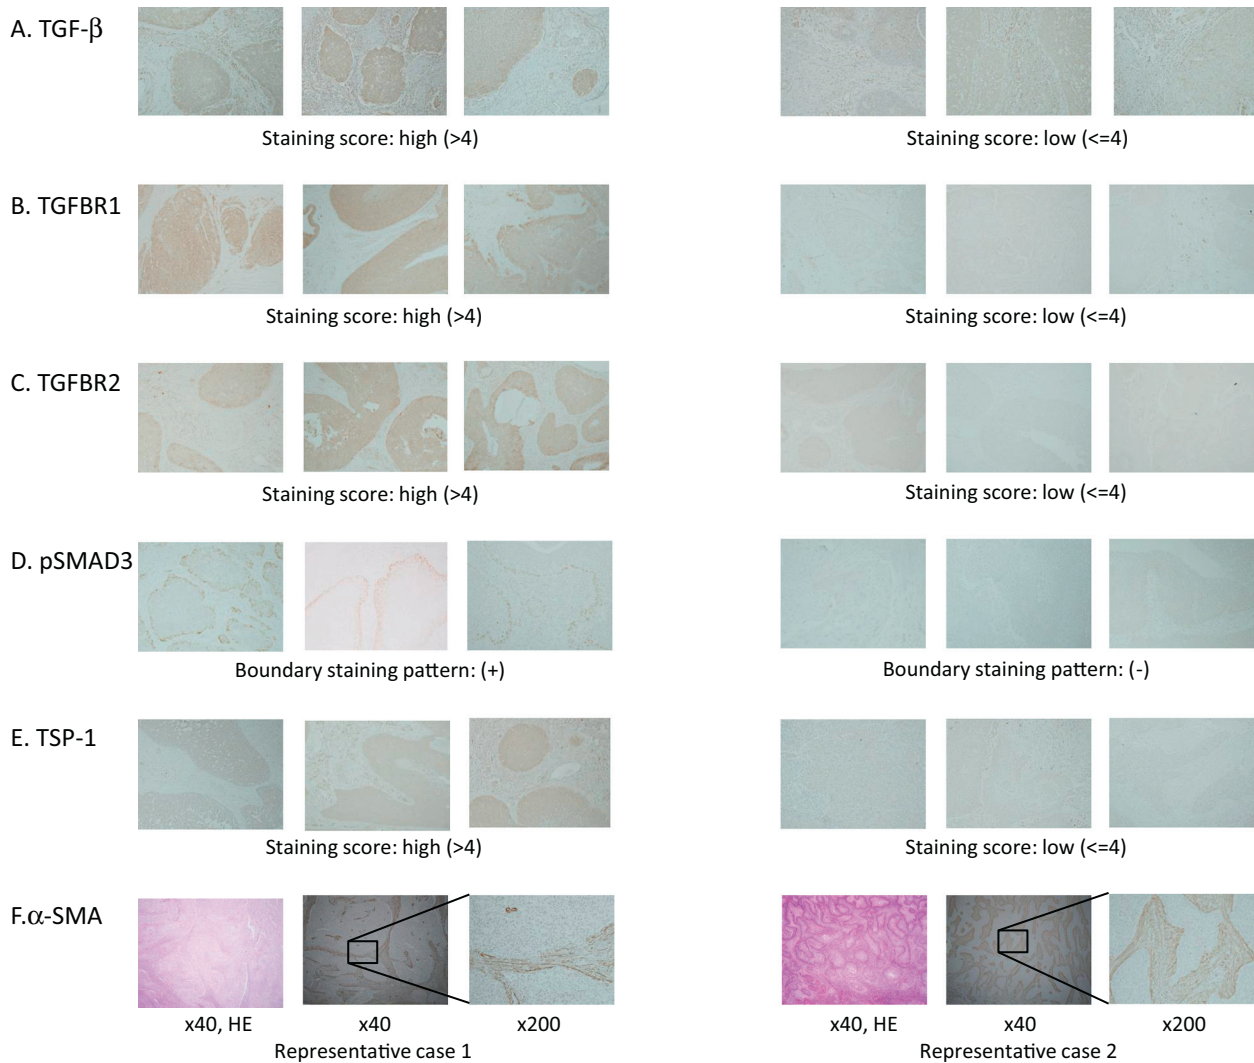 A. TGF-β
Staining score: high (>4)
Staining score: low (<=4)
B. TGFBR1
Staining score: high (>4)
Staining score: low (<=4)
C. TGFBR2
Staining score: high (>4)
Staining score: low (<=4)
D. pSMAD3
Boundary staining pattern: (+)
Boundary staining pattern: (-)
E. TSP-1
Staining score: high (>4)
Staining score: low (<=4)
F.α-SMA
x40, HE
x40
x200
x40, HE
x40
x200
Representative case 1
Representative case 2